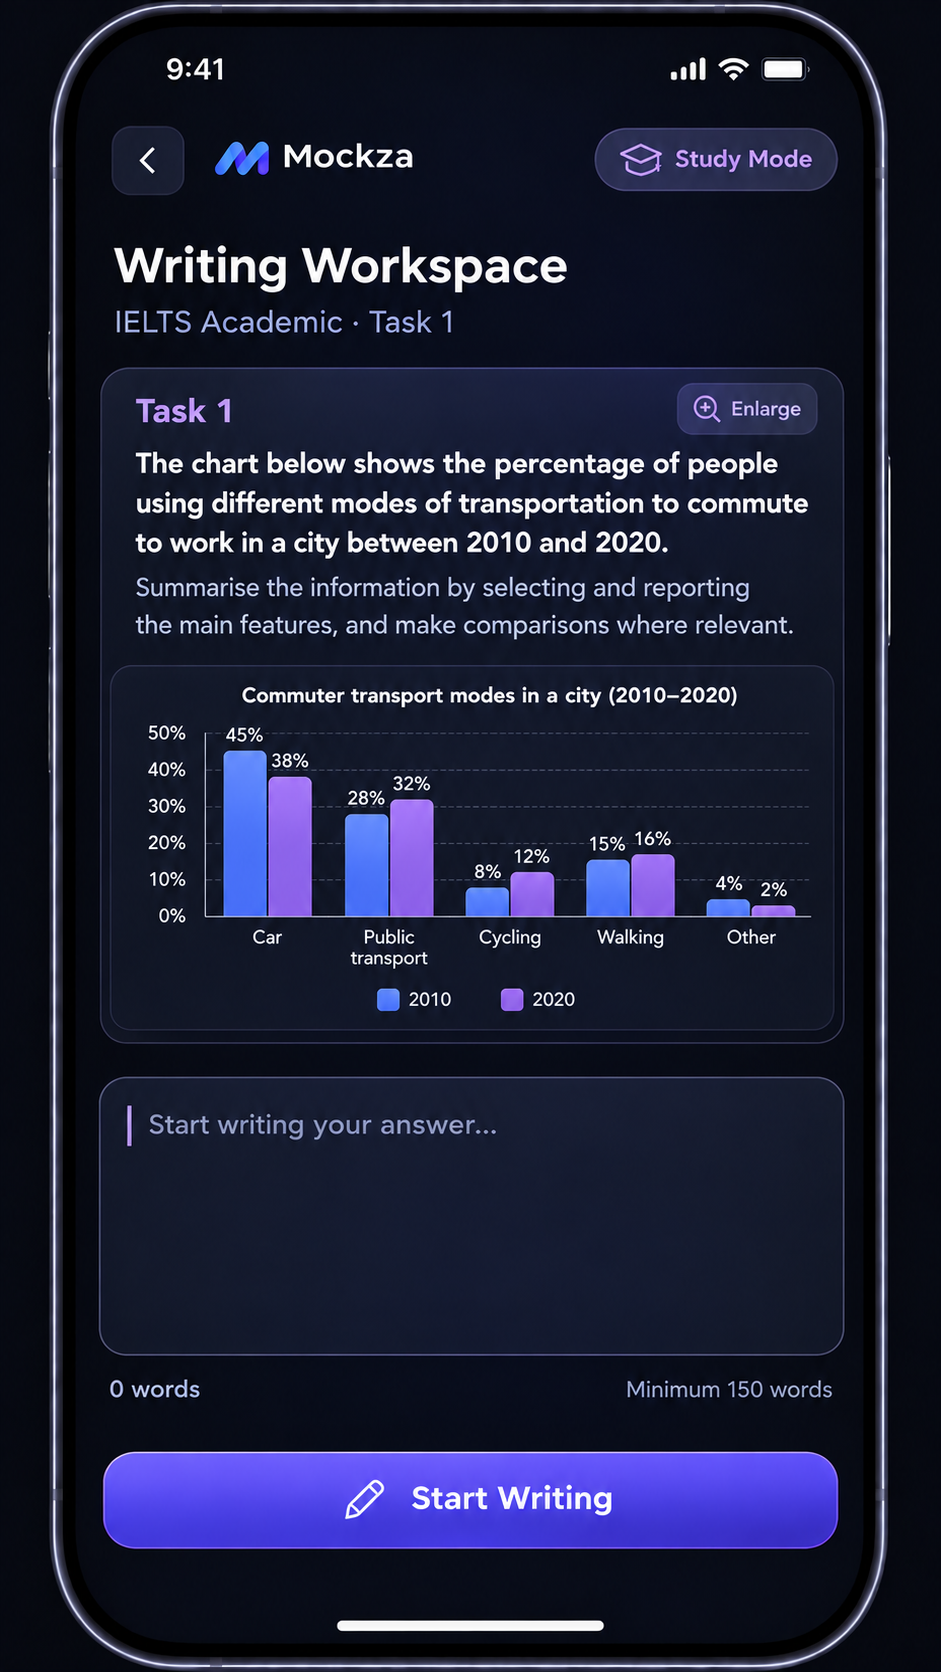 9:41
Mockza
Study Mode
Writing Workspace
IELTS Academic · Task 1
Task 1
Enlarge
The chart below shows the percentage of people
using different modes of transportation to commute
to work in a city between 2010 and 2020.
Summarise the information by selecting and reporting
the main features, and make comparisons where relevant.
Commuter transport modes in a city (2010–2020)
50%
40%
30%
20%
10%
0%
45%
38%
28%
32%
8%
12%
15%
16%
4%
2%
Car
Public
transport
Cycling
Walking
Other
2010
2020
Start writing your answer...
0 words
Minimum 150 words
Start Writing